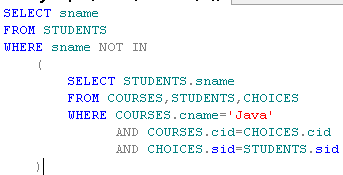 SELECT sname
FROM STUDENTS
WHERE sname NOT IN
(
SELECT STUDENTS.sname
FROM COURSES,STUDENTS,CHOICES
WHERE COURSES.cname='Java'
AND COURSES.cid=CHOICES.cid
AND CHOICES.sid=STUDENTS.sid
)